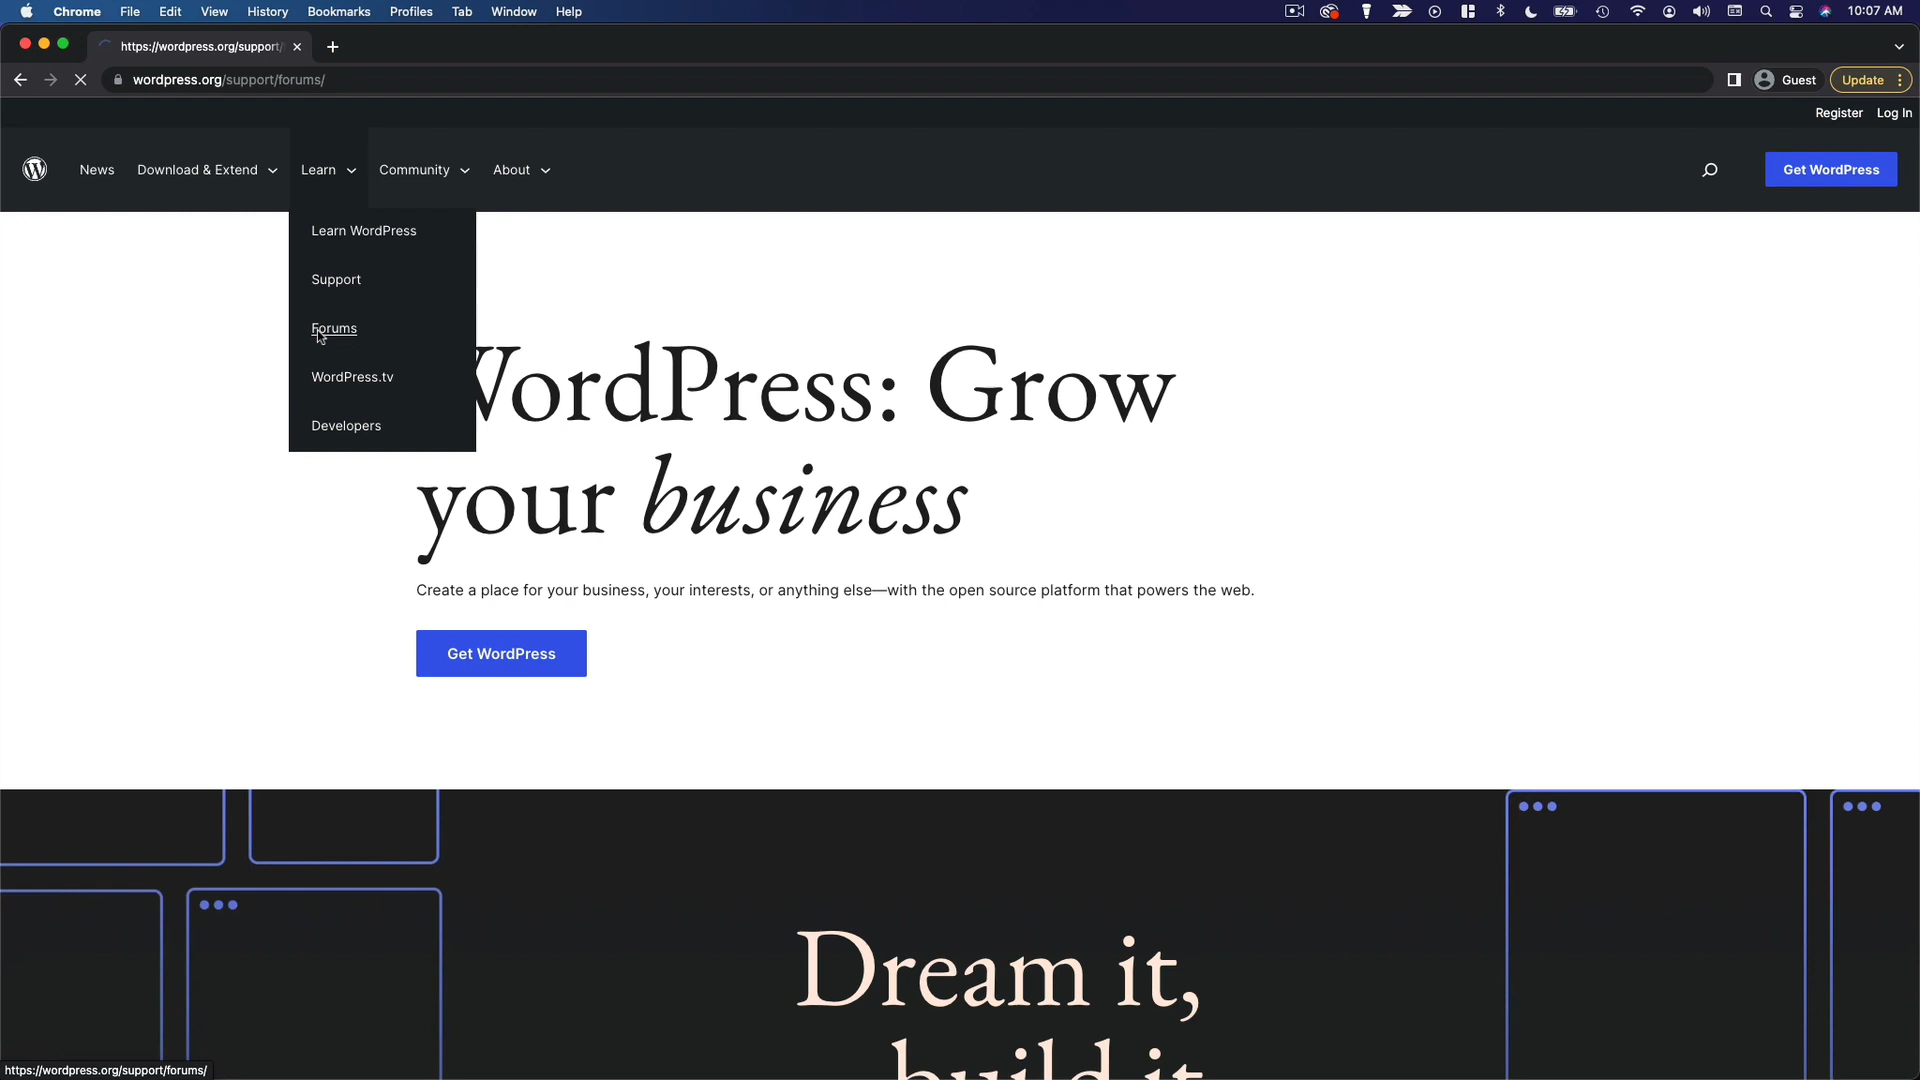 Chrome File Edit View History Bookmarks Profiles Tab Window Help 10:07 AM
https://wordpress.org/support/
wordpress.org/support/forums/ Guest Update
Register Log In
News Download & Extend Learn Community About Get WordPress
Learn WordPress
Support
Forums
WordPress.tv
Developers
WordPress: Grow
your business
Create a place for your business, your interests, or anything else—with the open source platform that powers the web.
Get WordPress
Dream it,
build it
https://wordpress.org/support/forums/